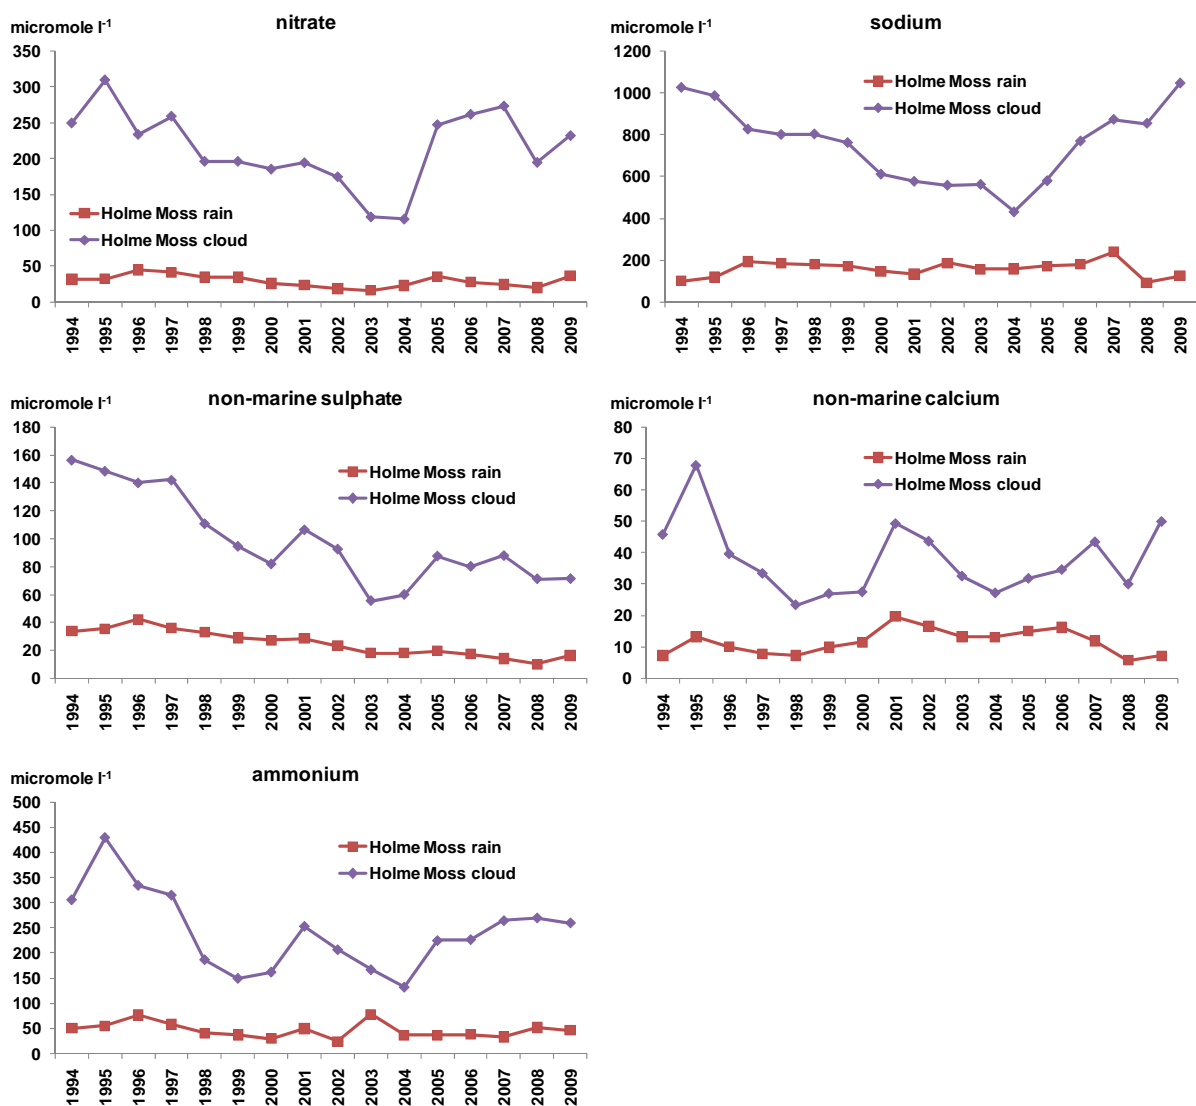 nitrate
micromole l-1
350
300
250
200
150
100
50
0
Holme Moss rain
Holme Moss cloud
1994 1995 1996 1997 1998 1999 2000 2001 2002 2003 2004 2005 2006 2007 2008 2009
sodium
micromole l-1
1200
1000
800
600
400
200
0
Holme Moss rain
Holme Moss cloud
1994 1995 1996 1997 1998 1999 2000 2001 2002 2003 2004 2005 2006 2007 2008 2009
non-marine sulphate
micromole l-1
180
160
140
120
100
80
60
40
20
0
Holme Moss rain
Holme Moss cloud
1994 1995 1996 1997 1998 1999 2000 2001 2002 2003 2004 2005 2006 2007 2008 2009
non-marine calcium
micromole l-1
80
70
60
50
40
30
20
10
0
Holme Moss rain
Holme Moss cloud
1994 1995 1996 1997 1998 1999 2000 2001 2002 2003 2004 2005 2006 2007 2008 2009
ammonium
micromole l-1
500
450
400
350
300
250
200
150
100
50
0
Holme Moss rain
Holme Moss cloud
1994 1995 1996 1997 1998 1999 2000 2001 2002 2003 2004 2005 2006 2007 2008 2009